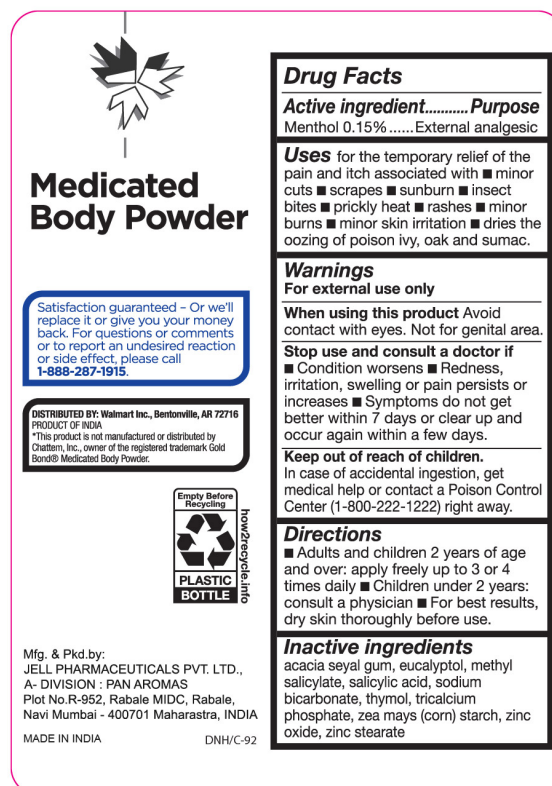 Medicated
Body Powder
Satisfaction guaranteed – Or we'll
replace it or give you your money
back. For questions or comments
or to report an undesired reaction
or side effect, please call
1-888-287-1915.
DISTRIBUTED BY: Walmart Inc., Bentonville, AR 72716
PRODUCT OF INDIA
*This product is not manufactured or distributed by
Chattem, Inc., owner of the registered trademark Gold
Bond® Medicated Body Powder.
Empty Before
Recycling
PLASTIC
BOTTLE
how2recycle.info
Mfg. & Pkd.by:
JELL PHARMACEUTICALS PVT. LTD.,
A- DIVISION : PAN AROMAS
Plot No.R-952, Rabale MIDC, Rabale,
Navi Mumbai - 400701 Maharastra, INDIA
MADE IN INDIA
DNH/C-92
Drug Facts
Active ingredient...........Purpose
Menthol 0.15%......External analgesic
Uses for the temporary relief of the
pain and itch associated with ■ minor
cuts ■ scrapes ■ sunburn ■ insect
bites ■ prickly heat ■ rashes ■ minor
burns ■ minor skin irritation ■ dries the
oozing of poison ivy, oak and sumac.
Warnings
For external use only
When using this product Avoid
contact with eyes. Not for genital area.
Stop use and consult a doctor if
■ Condition worsens ■ Redness,
irritation, swelling or pain persists or
increases ■ Symptoms do not get
better within 7 days or clear up and
occur again within a few days.
Keep out of reach of children.
In case of accidental ingestion, get
medical help or contact a Poison Control
Center (1-800-222-1222) right away.
Directions
■ Adults and children 2 years of age
and over: apply freely up to 3 or 4
times daily ■ Children under 2 years:
consult a physician ■ For best results,
dry skin thoroughly before use.
Inactive ingredients
acacia seyal gum, eucalyptol, methyl
salicylate, salicylic acid, sodium
bicarbonate, thymol, tricalcium
phosphate, zea mays (corn) starch, zinc
oxide, zinc stearate